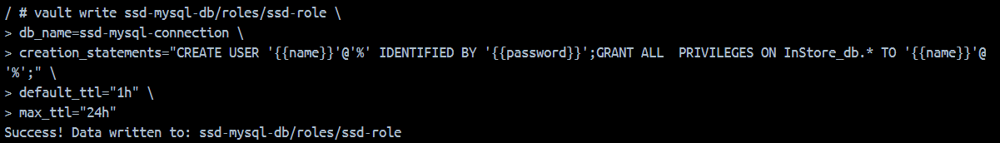 / # vault write ssd-mysql-db/roles/ssd-role \
> db_name=ssd-mysql-connection \
> creation_statements="CREATE USER '{{name}}'@'%' IDENTIFIED BY '{{password}}';GRANT ALL  PRIVILEGES ON InStore_db.* TO '{{name}}'@
'%';" \
> default_ttl="1h" \
> max_ttl="24h"
Success! Data written to: ssd-mysql-db/roles/ssd-role